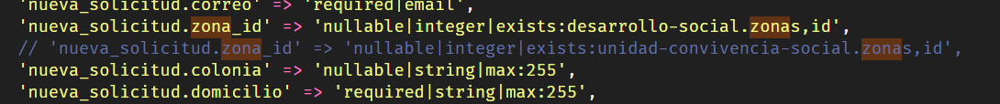 'nueva_solicitud.correo' => 'required|email',
'nueva_solicitud.zona_id' => 'nullable|integer|exists:desarrollo-social.zonas,id',
// 'nueva_solicitud.zona_id' => 'nullable|integer|exists:unidad-convivencia-social.zonas,id',
'nueva_solicitud.colonia' => 'nullable|string|max:255',
'nueva_solicitud.domicilio' => 'required|string|max:255',